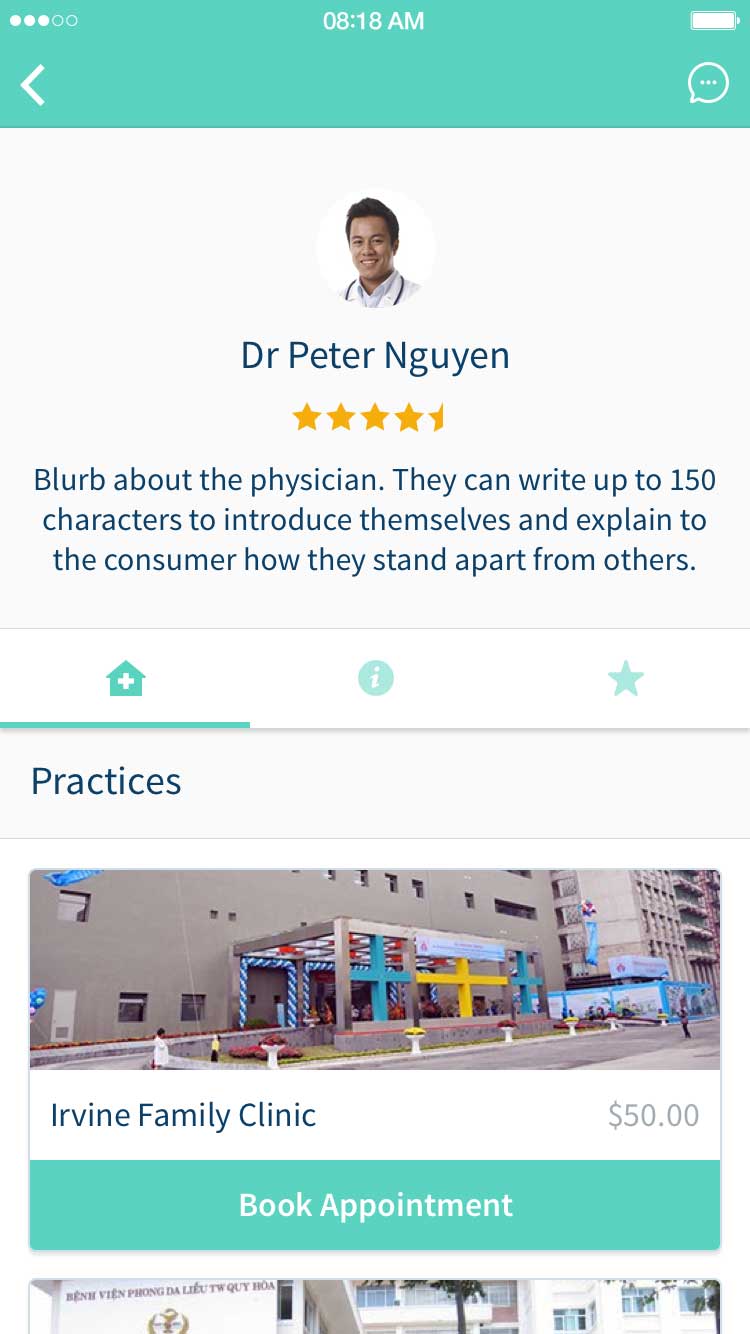 08:18 AM
Dr Peter Nguyen
Blurb about the physician. They can write up to 150
characters to introduce themselves and explain to
the consumer how they stand apart from others.
Practices
Irvine Family Clinic
$50.00
Book Appointment
BỆNH VIỆN PHONG DA LIỄU TW QUY HÒA